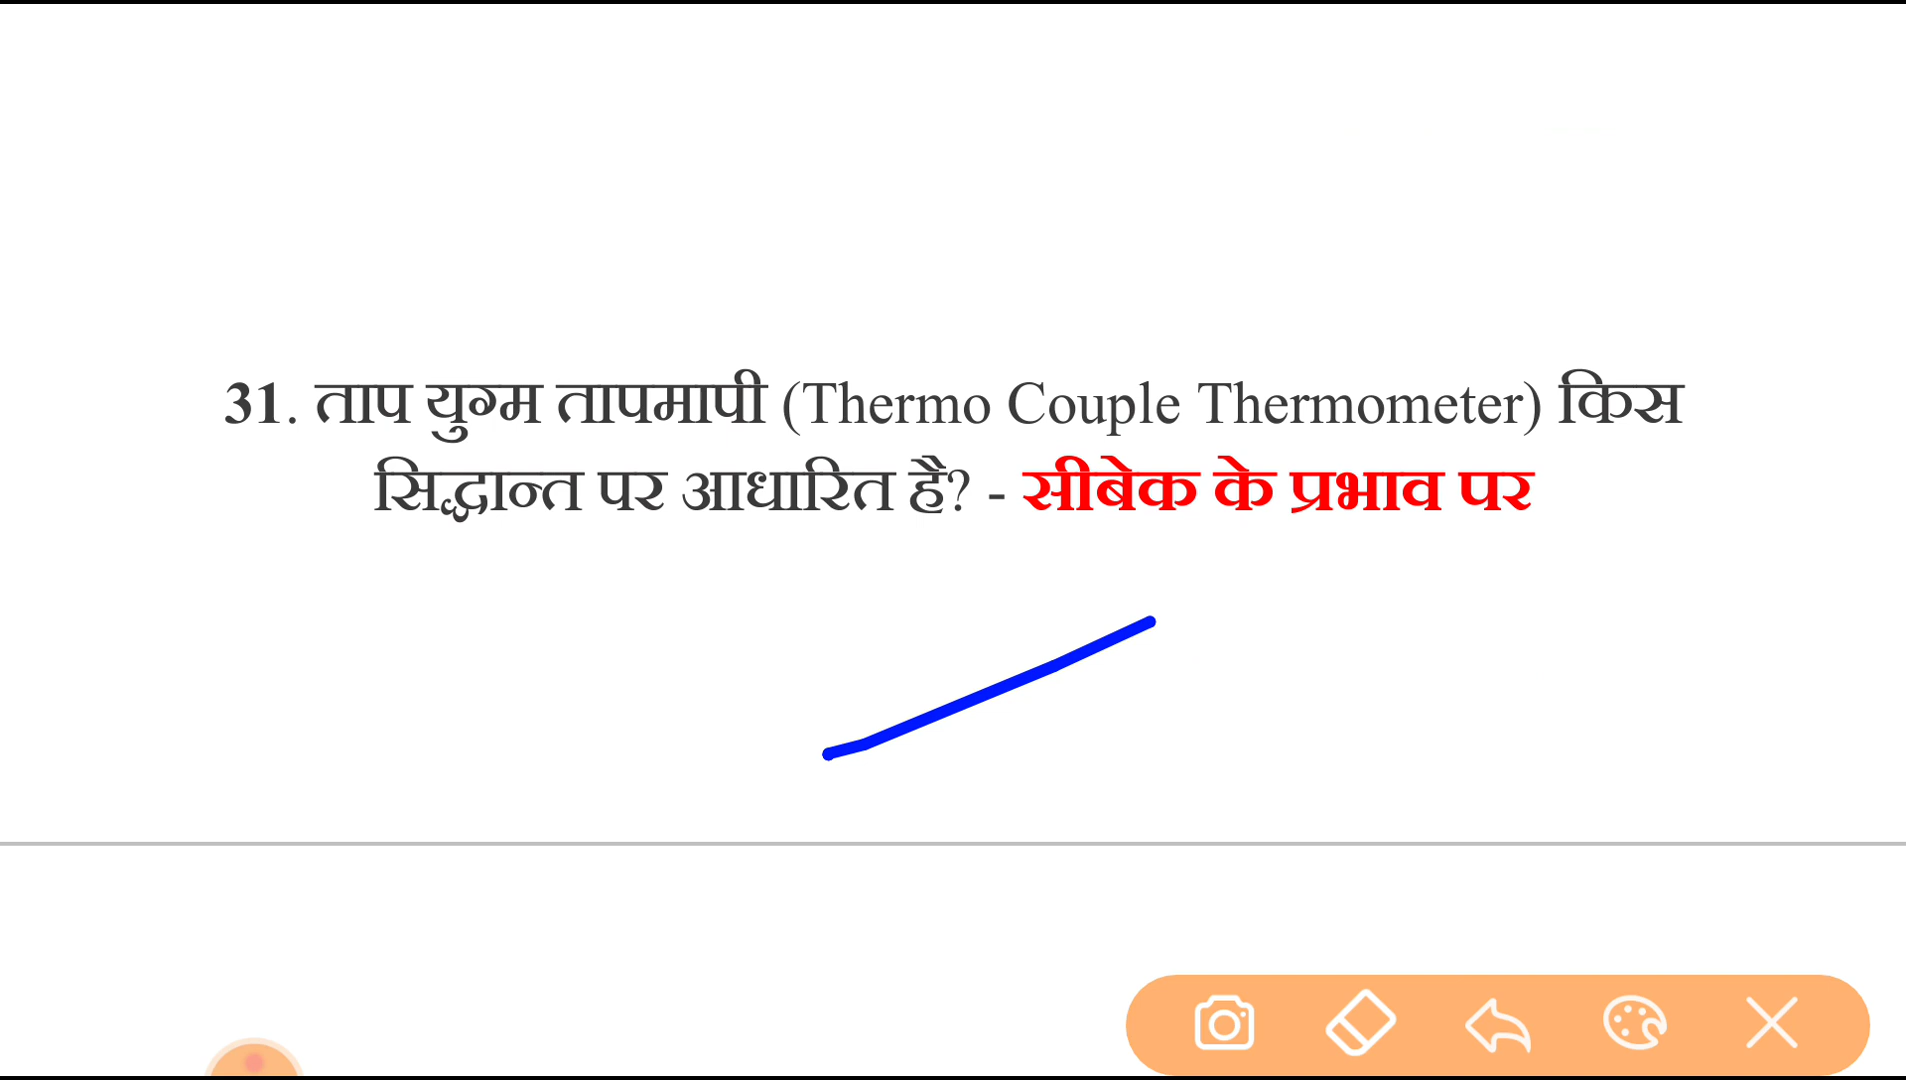 31. ताप युग्म तापमापी (Thermo Couple Thermometer) किस
सिद्धान्त पर आधारित है? - सीबेक के प्रभाव पर